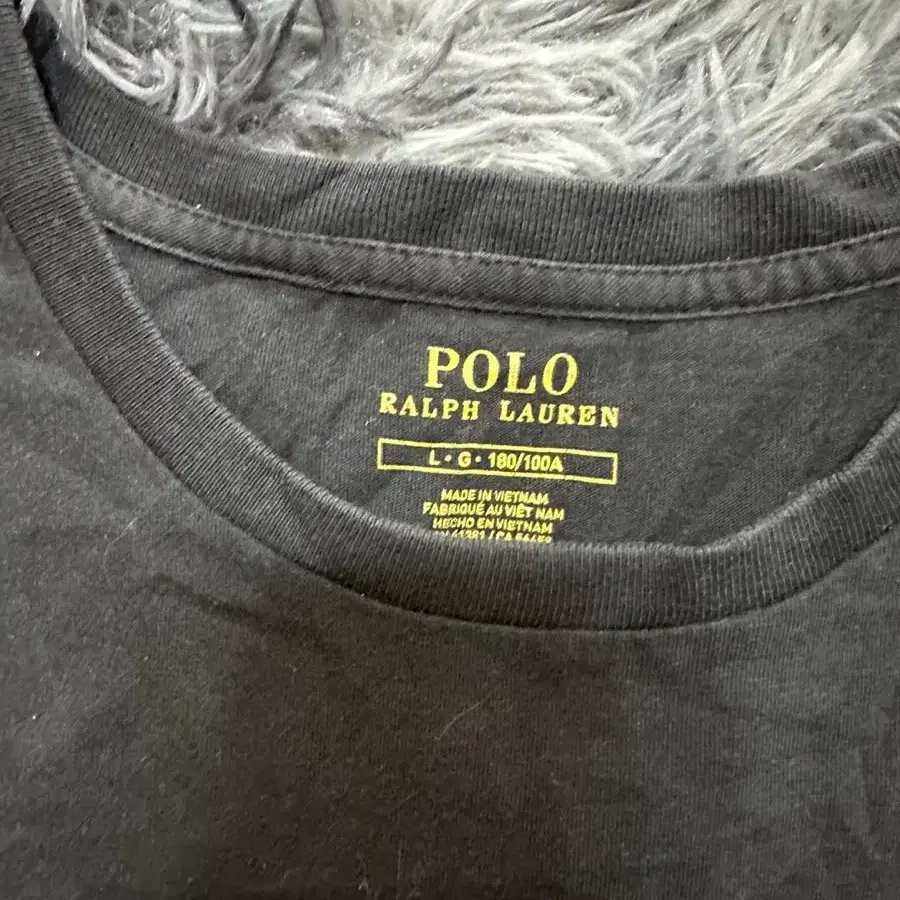 POLO
RALPH LAUREN
L • G • 180/100A
MADE IN VIETNAM
FABRIQUÉ AU VIÊT NAM
HECHO EN VIETNAM